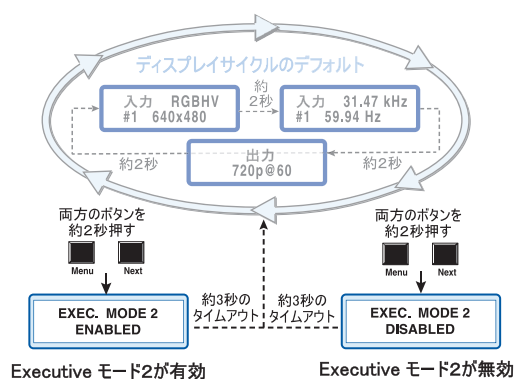 ディスプレイサイクルのデフォルト
入力 RGBHV
#1 640x480
約
2秒
入力 31.47 kHz
#1 59.94 Hz
約2秒
出力
720p@60
約2秒
両方のボタンを
約2秒押す
Menu Next
EXEC. MODE 2
ENABLED
Executive モード2が有効
約3秒の
タイムアウト
約3秒の
タイムアウト
両方のボタンを
約2秒押す
Menu Next
EXEC. MODE 2
DISABLED
Executive モード2が無効